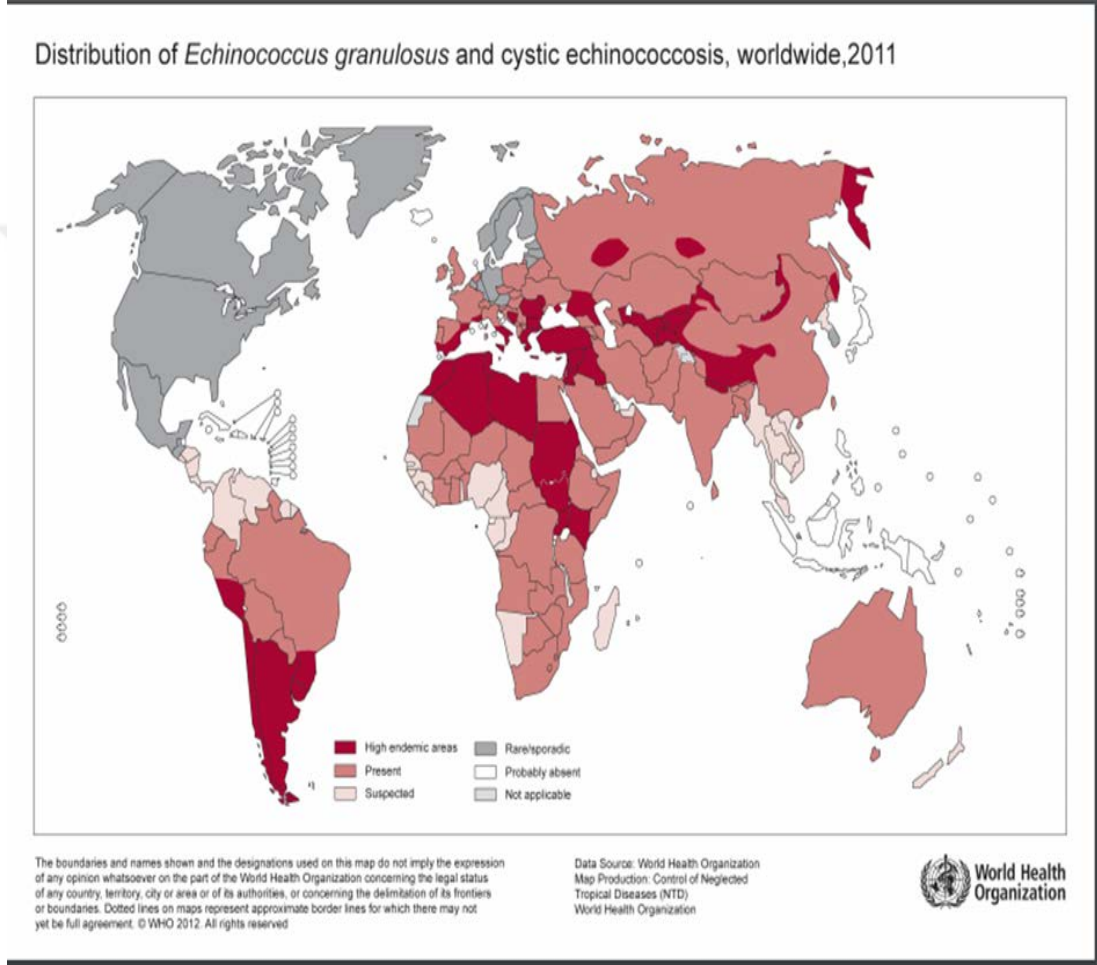 Distribution of Echinococcus granulosus and cystic echinococcosis, worldwide,2011
High endemic areas
Present
Suspected
Rare/sporadic
Probably absent
Not applicable
The boundaries and names shown and the designations used on this map do not imply the expression
of any opinion whatsoever on the part of the World Health Organization concerning the legal status
of any country, territory, city or area or of its authorities, or concerning the delimitation of its frontiers
or boundaries. Dotted lines on maps represent approximate border lines for which there may not
yet be full agreement. © WHO 2012. All rights reserved
Data Source: World Health Organization
Map Production: Control of Neglected
Tropical Diseases (NTD)
World Health Organization
World Health
Organization